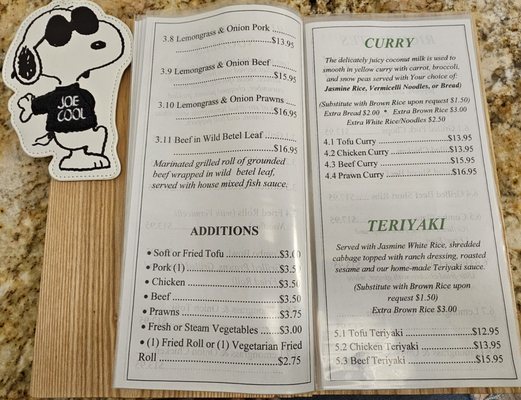 JOE
COOL
3.8 Lemongrass & Onion Pork
$13.95
3.9 Lemongrass & Onion Beef
$15.95
3.10 Lemongrass & Onion Prawns
$16.95
3.11 Beef in Wild Betel Leaf
$16.95
Marinated grilled roll of grounded
beef wrapped in wild betel leaf,
served with house mixed fish sauce.
ADDITIONS
• Soft or Fried Tofu $3.00
• Pork (1) $3.50
• Chicken $3.50
• Beef $3.50
• Prawns $3.75
• Fresh or Steam Vegetables $3.00
• (1) Fried Roll or (1) Vegetarian Fried
Roll $2.75
CURRY
The delicately juicy coconut milk is used to
smooth in yellow curry with carrot, broccoli,
and snow peas served with Your choice of:
Jasmine Rice, Vermicelli Noodles, or Bread)
(Substitute with Brown Rice upon request $1.50)
Extra Bread $2.00 * Extra Brown Rice $3.00
Extra White Rice/Noodles $2.50
4.1 Tofu Curry $13.95
4.2 Chicken Curry $13.95
4.3 Beef Curry $15.95
4.4 Prawn Curry $16.95
TERIYAKI
Served with Jasmine White Rice, shredded
cabbage topped with ranch dressing, roasted
sesame and our home-made Teriyaki sauce.
(Substitute with Brown Rice upon
request $1.50)
Extra Brown Rice $3.00
5.1 Tofu Teriyaki $12.95
5.2 Chicken Teriyaki $13.95
5.3 Beef Teriyaki $15.95